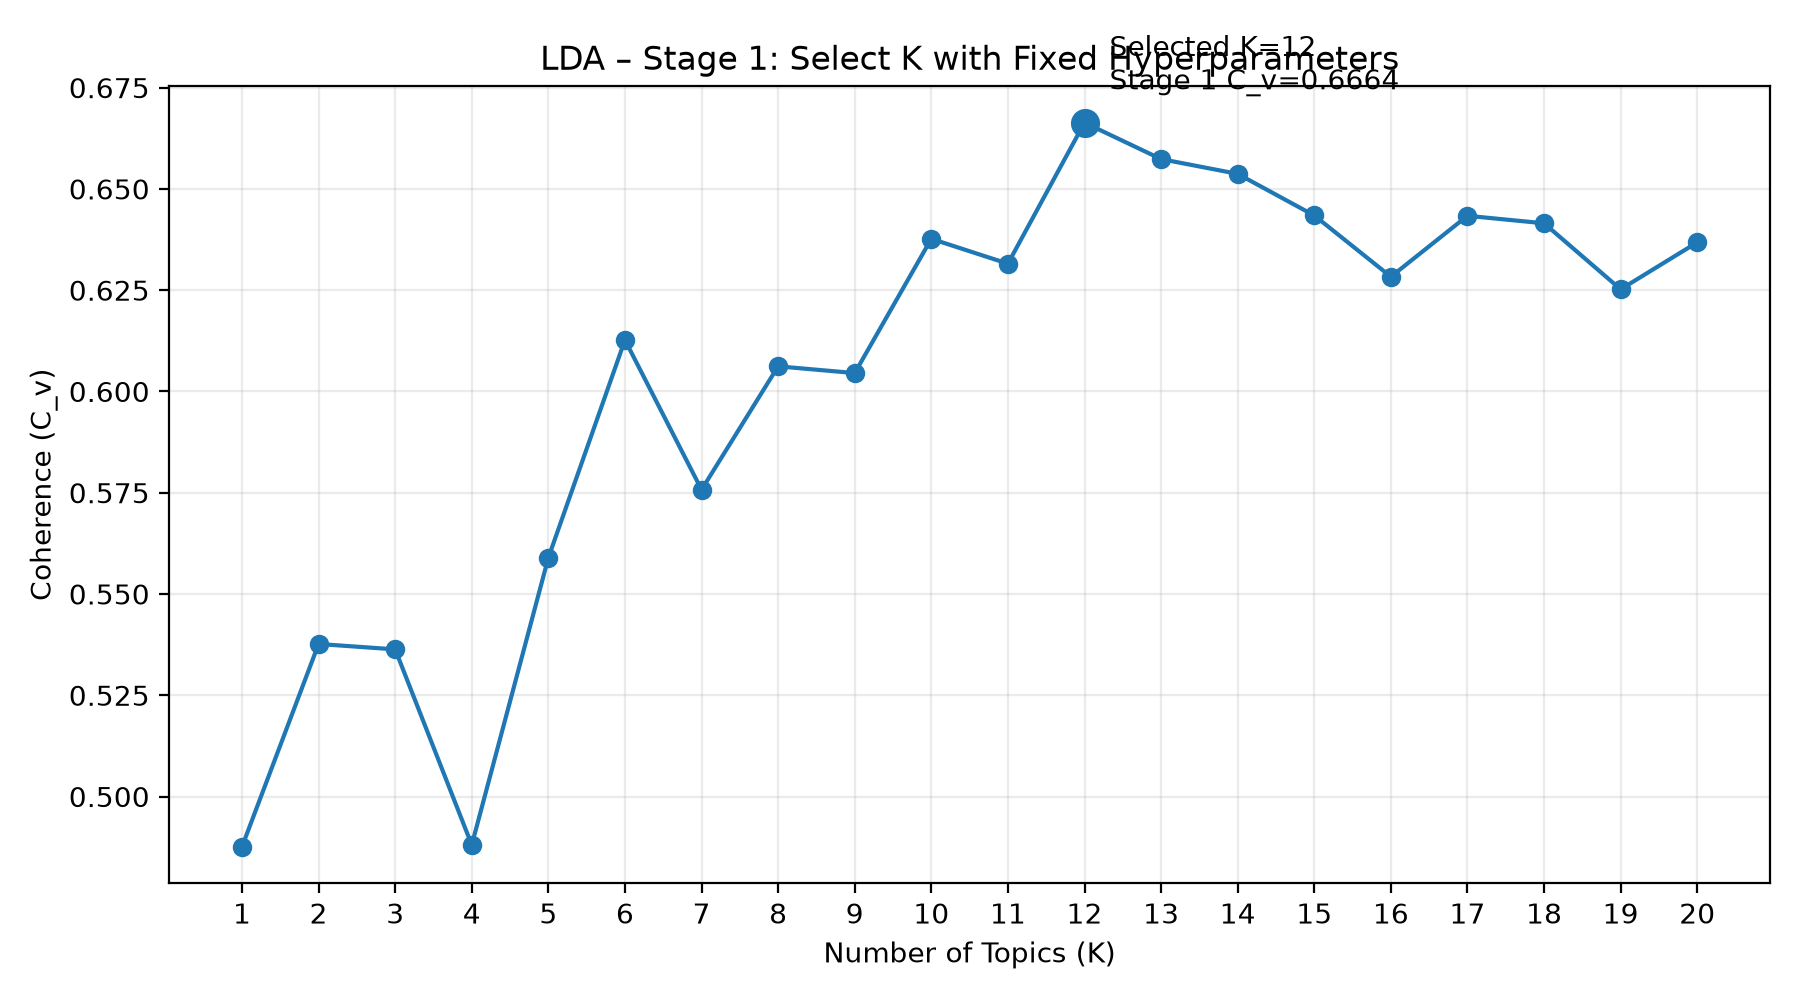 Selected K=12
LDA – Stage 1: Select K with Fixed Hyperparameters
Stage 1 C_v=0.6664
0.675
0.650
0.625
0.600
0.575
0.550
0.525
0.500
Coherence (C_v)
1 2 3 4 5 6 7 8 9 10 11 12 13 14 15 16 17 18 19 20
Number of Topics (K)